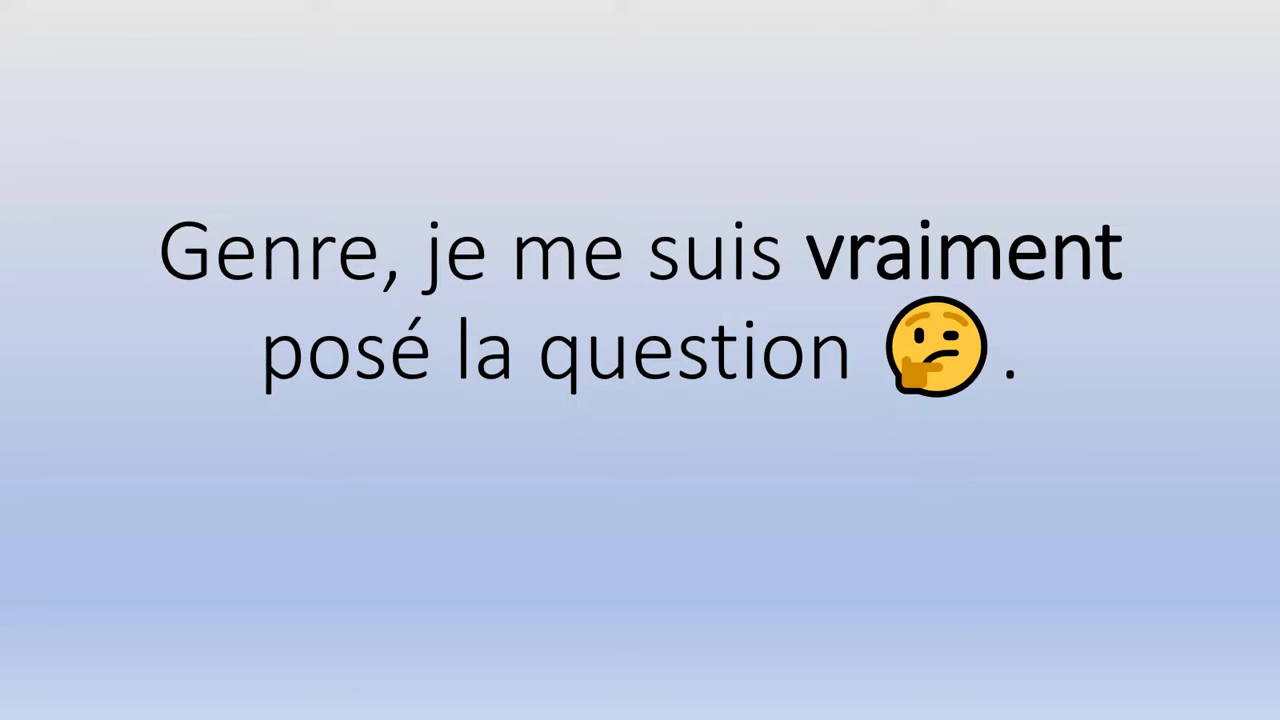 Genre, je me suis vraiment
posé la question 🤔.